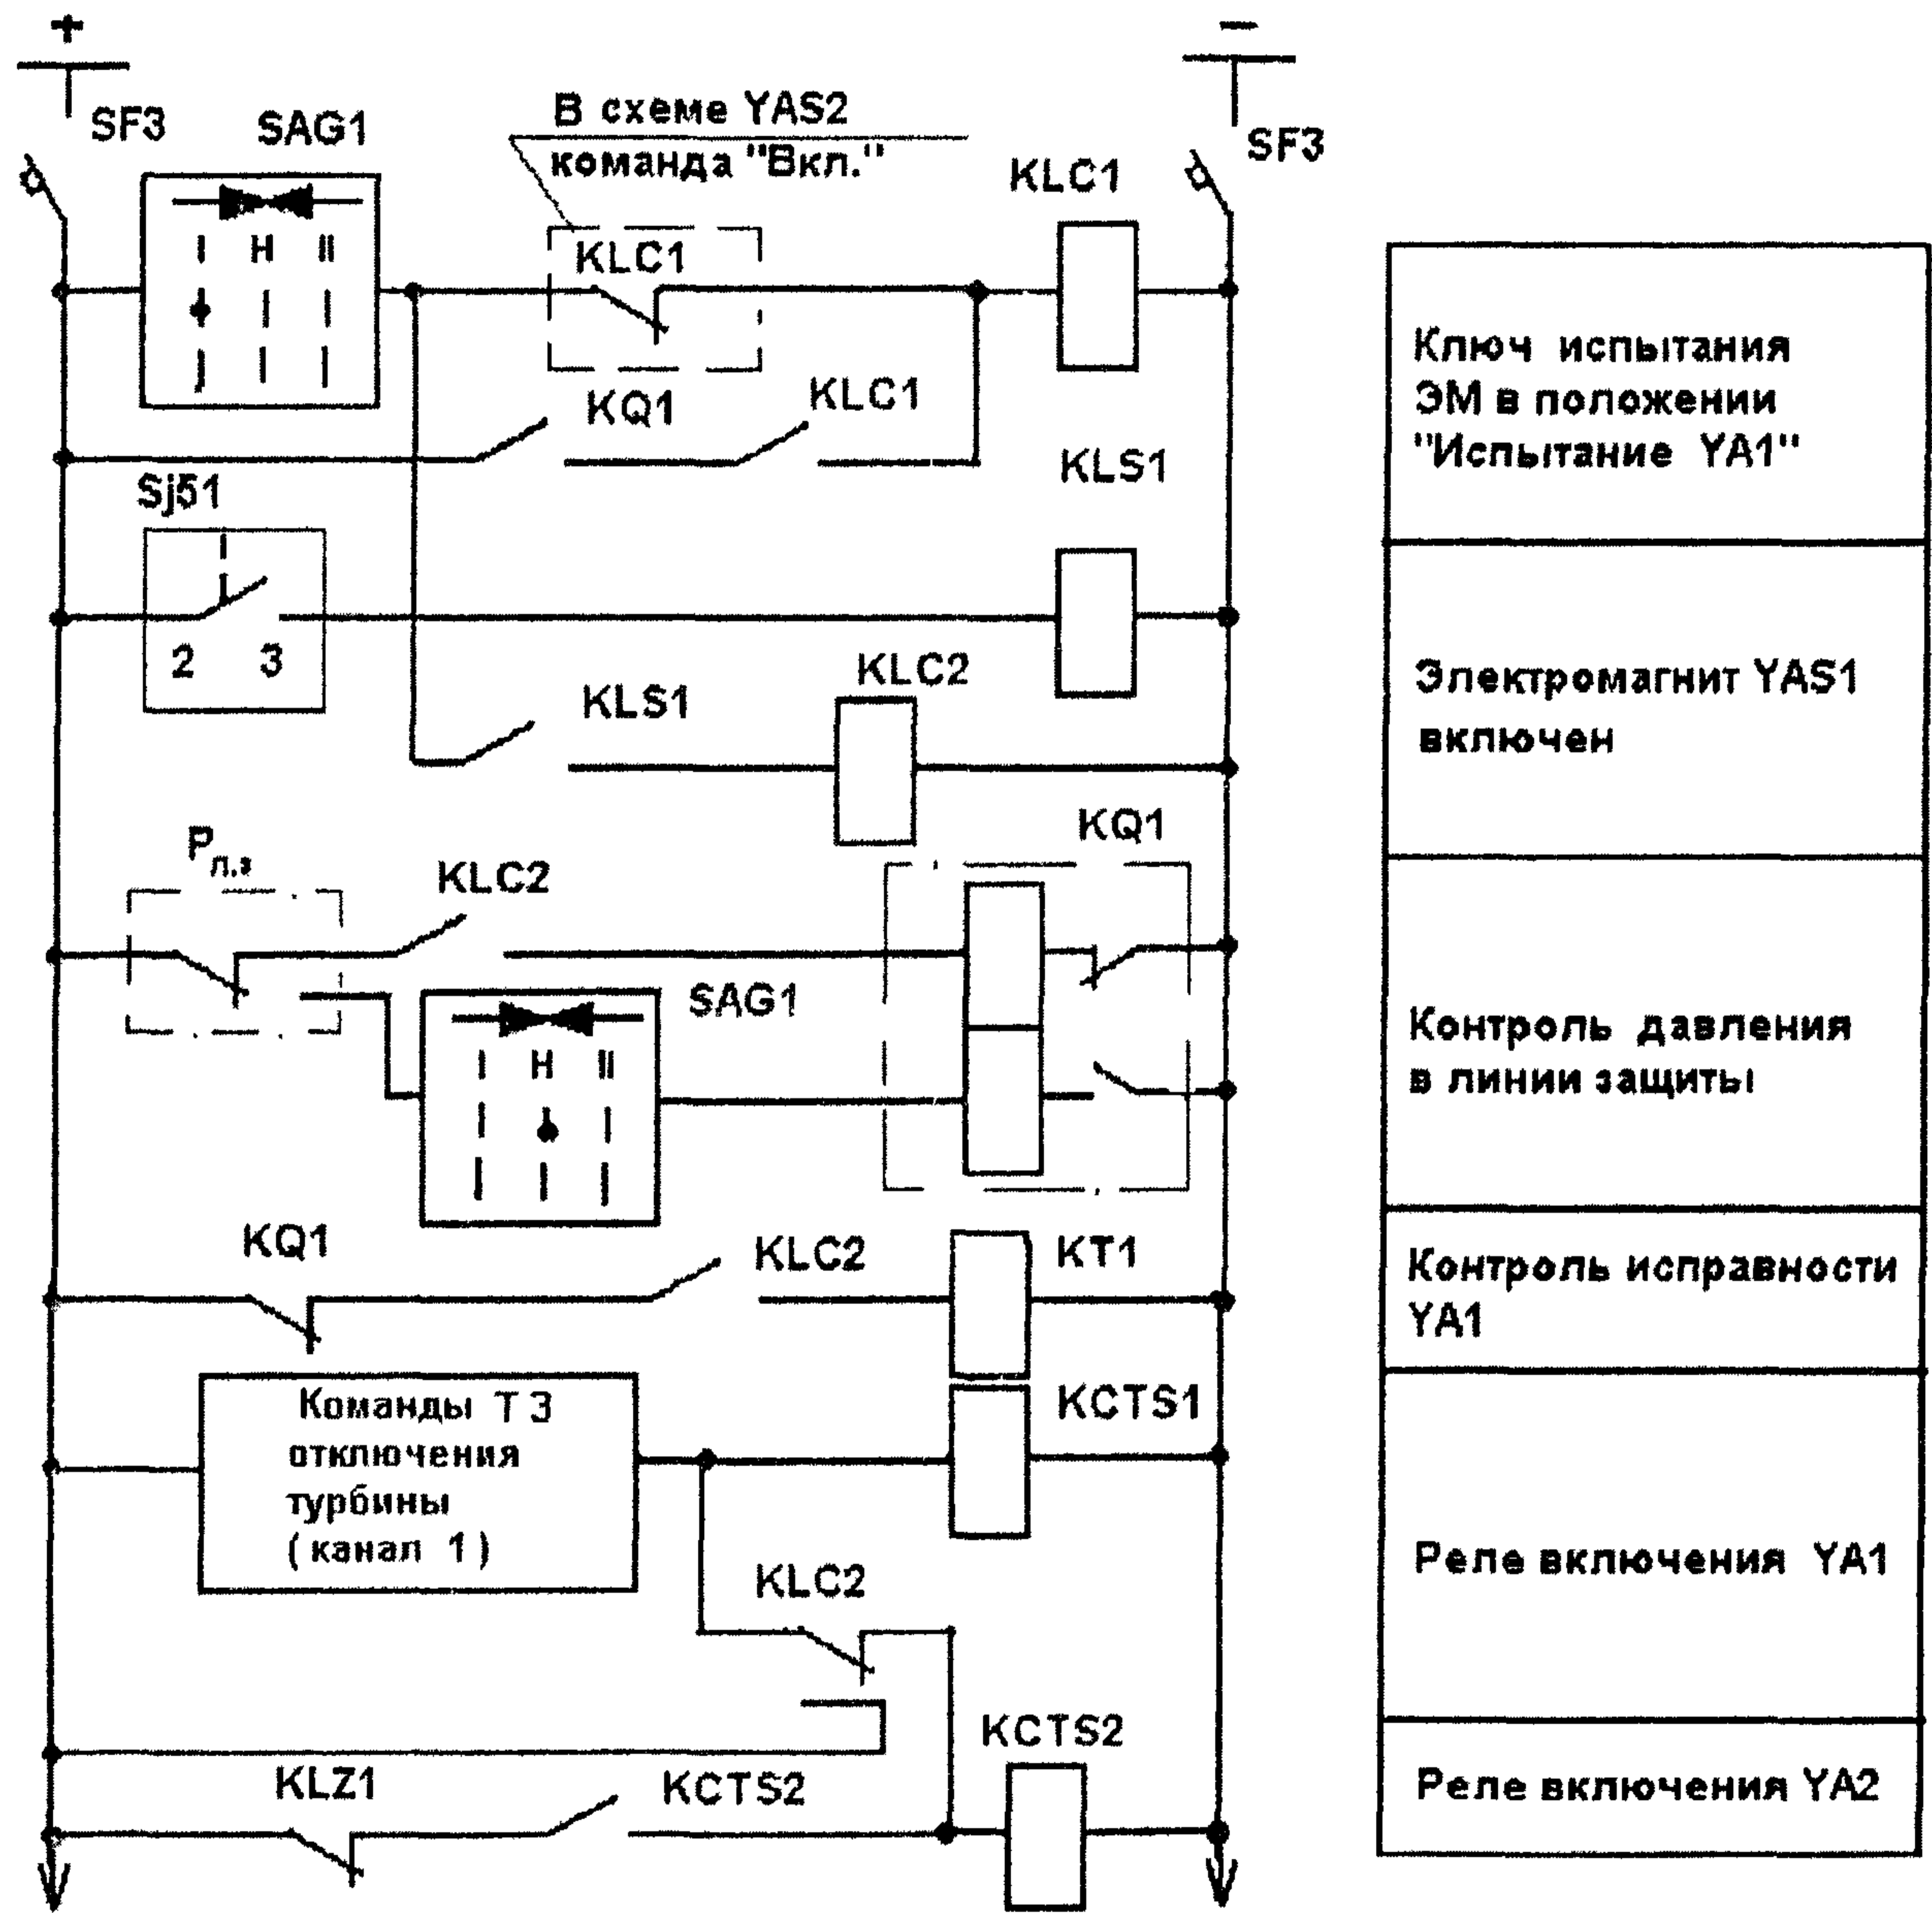 +
−
SF3
SAG1
В схеме YAS2
команда "Вкл."
KLC1
SF3
I Н II
KLC1
KQ1
KLC1
Ключ испытания
ЭМ в положении
"Испытание YA1"
Sj51
KLS1
2 3
KLS1
KLC2
Электромагнит YAS1
включен
Рл.з
KLC2
KQ1
SAG1
I Н II
Контроль давления
в линии защиты
KQ1
KLC2
KT1
Контроль исправности
YA1
Команды ТЗ
отключения
турбины
(канал 1)
KCTS1
KLC2
Реле включения YA1
KCTS2
KLZ1
KCTS2
Реле включения YA2